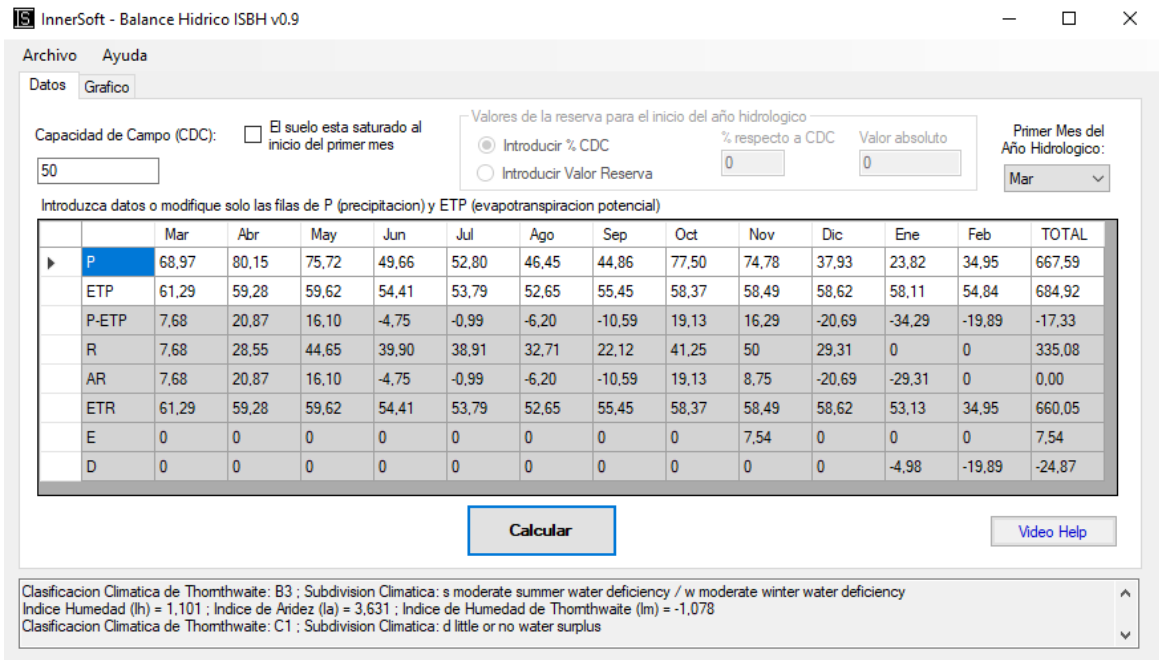 InnerSoft - Balance Hidrico ISBH v0.9
Archivo Ayuda
Datos Grafico
Capacidad de Campo (CDC):
50
El suelo esta saturado al
inicio del primer mes
Valores de la reserva para el inicio del año hidrologico
Introducir % CDC
Introducir Valor Reserva
% respecto a CDC
0
Valor absoluto
0
Primer Mes del
Año Hidrologico:
Mar
Introduzca datos o modifique solo las filas de P (precipitacion) y ETP (evapotranspiracion potencial)
Mar Abr May Jun Jul Ago Sep Oct Nov Dic Ene Feb TOTAL
P 68,97 80,15 75,72 49,66 52,80 46,45 44,86 77,50 74,78 37,93 23,82 34,95 667,59
ETP 61,29 59,28 59,62 54,41 53,79 52,65 55,45 58,37 58,49 58,62 58,11 54,84 684,92
P-ETP 7,68 20,87 16,10 -4,75 -0,99 -6,20 -10,59 19,13 16,29 -20,69 -34,29 -19,89 -17,33
R 7,68 28,55 44,65 39,90 38,91 32,71 22,12 41,25 50 29,31 0 0 335,08
AR 7,68 20,87 16,10 -4,75 -0,99 -6,20 -10,59 19,13 8,75 -20,69 -29,31 0 0,00
ETR 61,29 59,28 59,62 54,41 53,79 52,65 55,45 58,37 58,49 58,62 53,13 34,95 660,05
E 0 0 0 0 0 0 0 0 7,54 0 0 0 7,54
D 0 0 0 0 0 0 0 0 0 0 -4,98 -19,89 -24,87
Calcular
Video Help
Clasificacion Climatica de Thornthwaite: B3 ; Subdivision Climatica: s moderate summer water deficiency / w moderate winter water deficiency
Indice Humedad (Ih) = 1,101 ; Indice de Aridez (Ia) = 3,631 ; Indice de Humedad de Thornthwaite (Im) = -1,078
Clasificacion Climatica de Thornthwaite: C1 ; Subdivision Climatica: d little or no water surplus